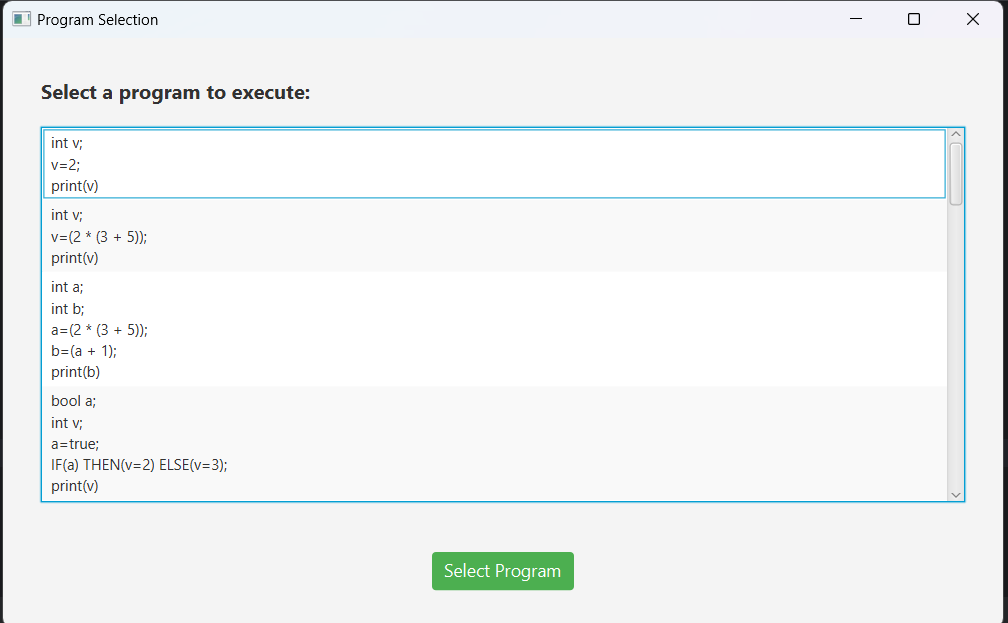 Program Selection
Select a program to execute:
int v;
v=2;
print(v)
int v;
v=(2 * (3 + 5));
print(v)
int a;
int b;
a=(2 * (3 + 5));
b=(a + 1);
print(b)
bool a;
int v;
a=true;
IF(a) THEN(v=2) ELSE(v=3);
print(v)
Select Program